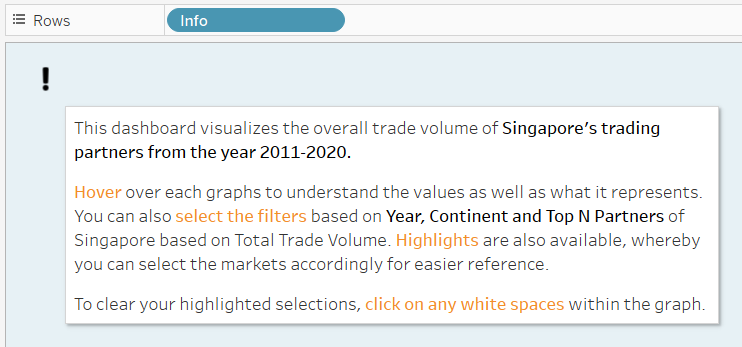 Rows
Info
!
This dashboard visualizes the overall trade volume of Singapore's trading
partners from the year 2011-2020.
Hover over each graphs to understand the values as well as what it represents.
You can also select the filters based on Year, Continent and Top N Partners of
Singapore based on Total Trade Volume. Highlights are also available, whereby
you can select the markets accordingly for easier reference.
To clear your highlighted selections, click on any white spaces within the graph.